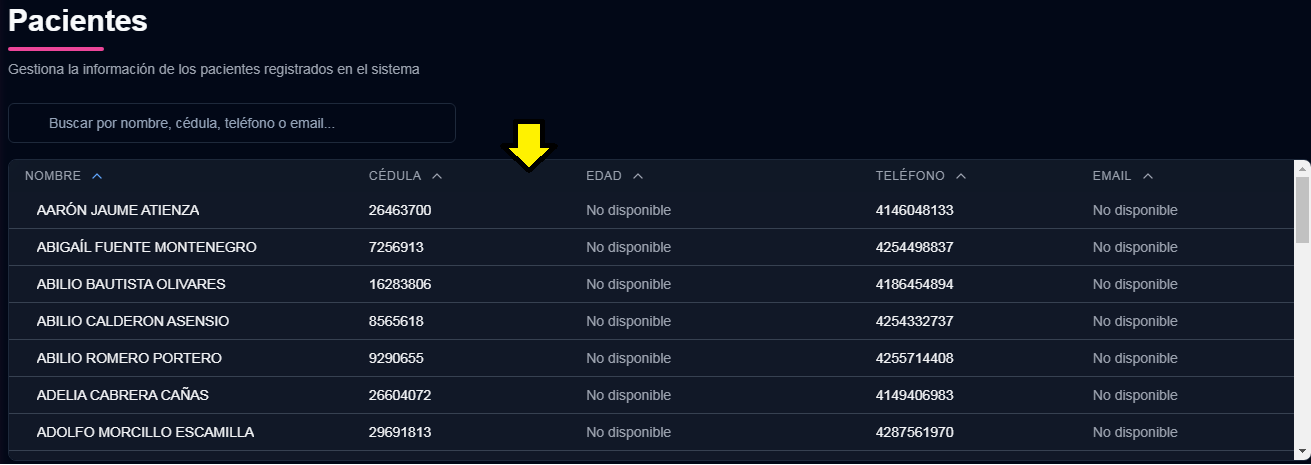 Pacientes
Gestiona la información de los pacientes registrados en el sistema
Buscar por nombre, cédula, teléfono o email...
NOMBRE CÉDULA EDAD TELÉFONO EMAIL
AARÓN JAUME ATIENZA 26463700 No disponible 4146048133 No disponible
ABIGAÍL FUENTE MONTENEGRO 7256913 No disponible 4254498837 No disponible
ABILIO BAUTISTA OLIVARES 16283806 No disponible 4186454894 No disponible
ABILIO CALDERON ASENSIO 8565618 No disponible 4254332737 No disponible
ABILIO ROMERO PORTERO 9290655 No disponible 4255714408 No disponible
ADELIA CABRERA CAÑAS 26604072 No disponible 4149406983 No disponible
ADOLFO MORCILLO ESCAMILLA 29691813 No disponible 4287561970 No disponible